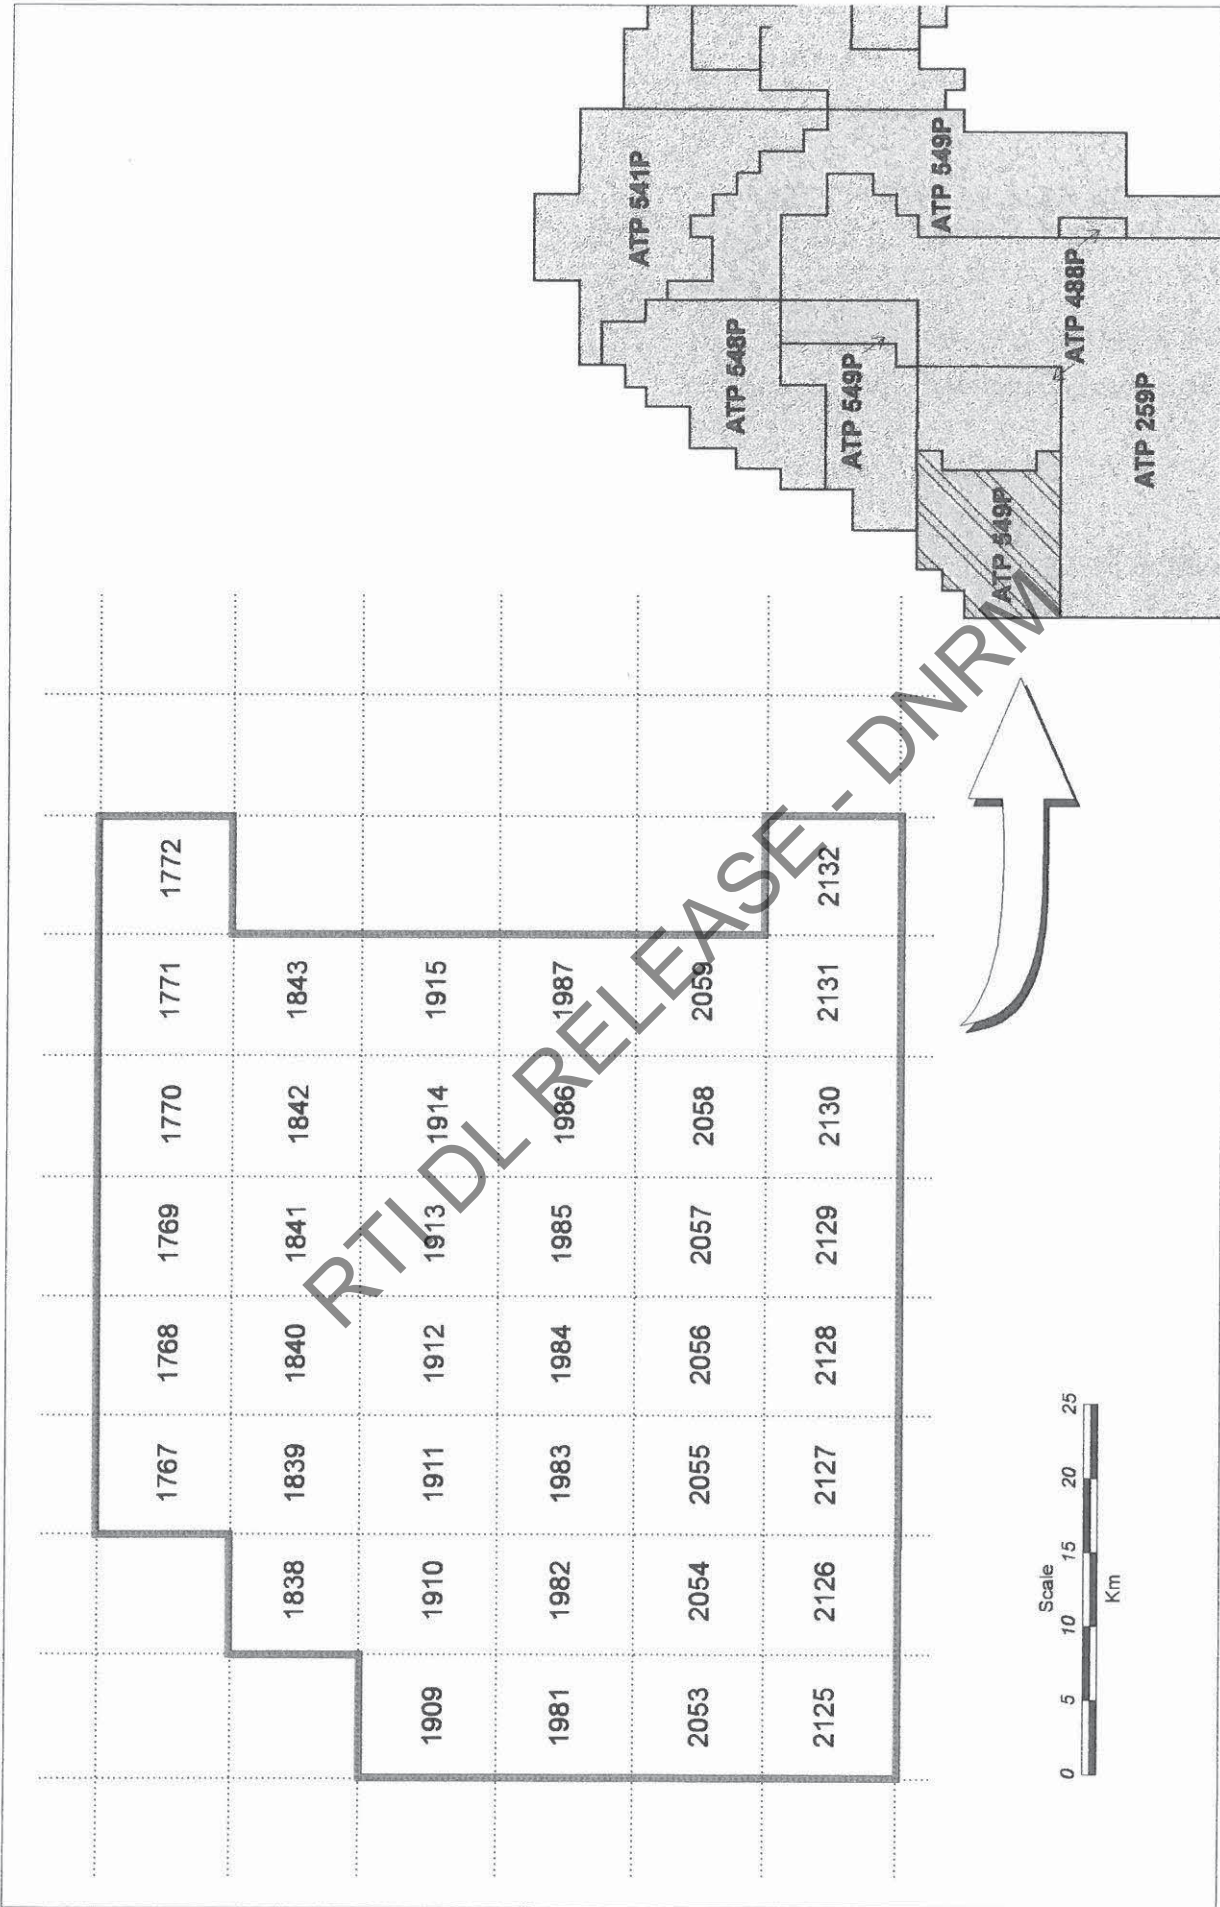 1767 1768 1769 1770 1771 1772
1838 1839 1840 1841 1842 1843
1909 1910 1911 1912 1913 1914 1915
1981 1982 1983 1984 1985 1986 1987
2053 2054 2055 2056 2057 2058 2059
2125 2126 2127 2128 2129 2130 2131 2132
Scale
0 5 10 15 20 25
Km
ATP 541P
ATP 548P
ATP 549P
ATP 549P
ATP 549P
ATP 488P
ATP 259P
RTI DL RELEASE - DNRM